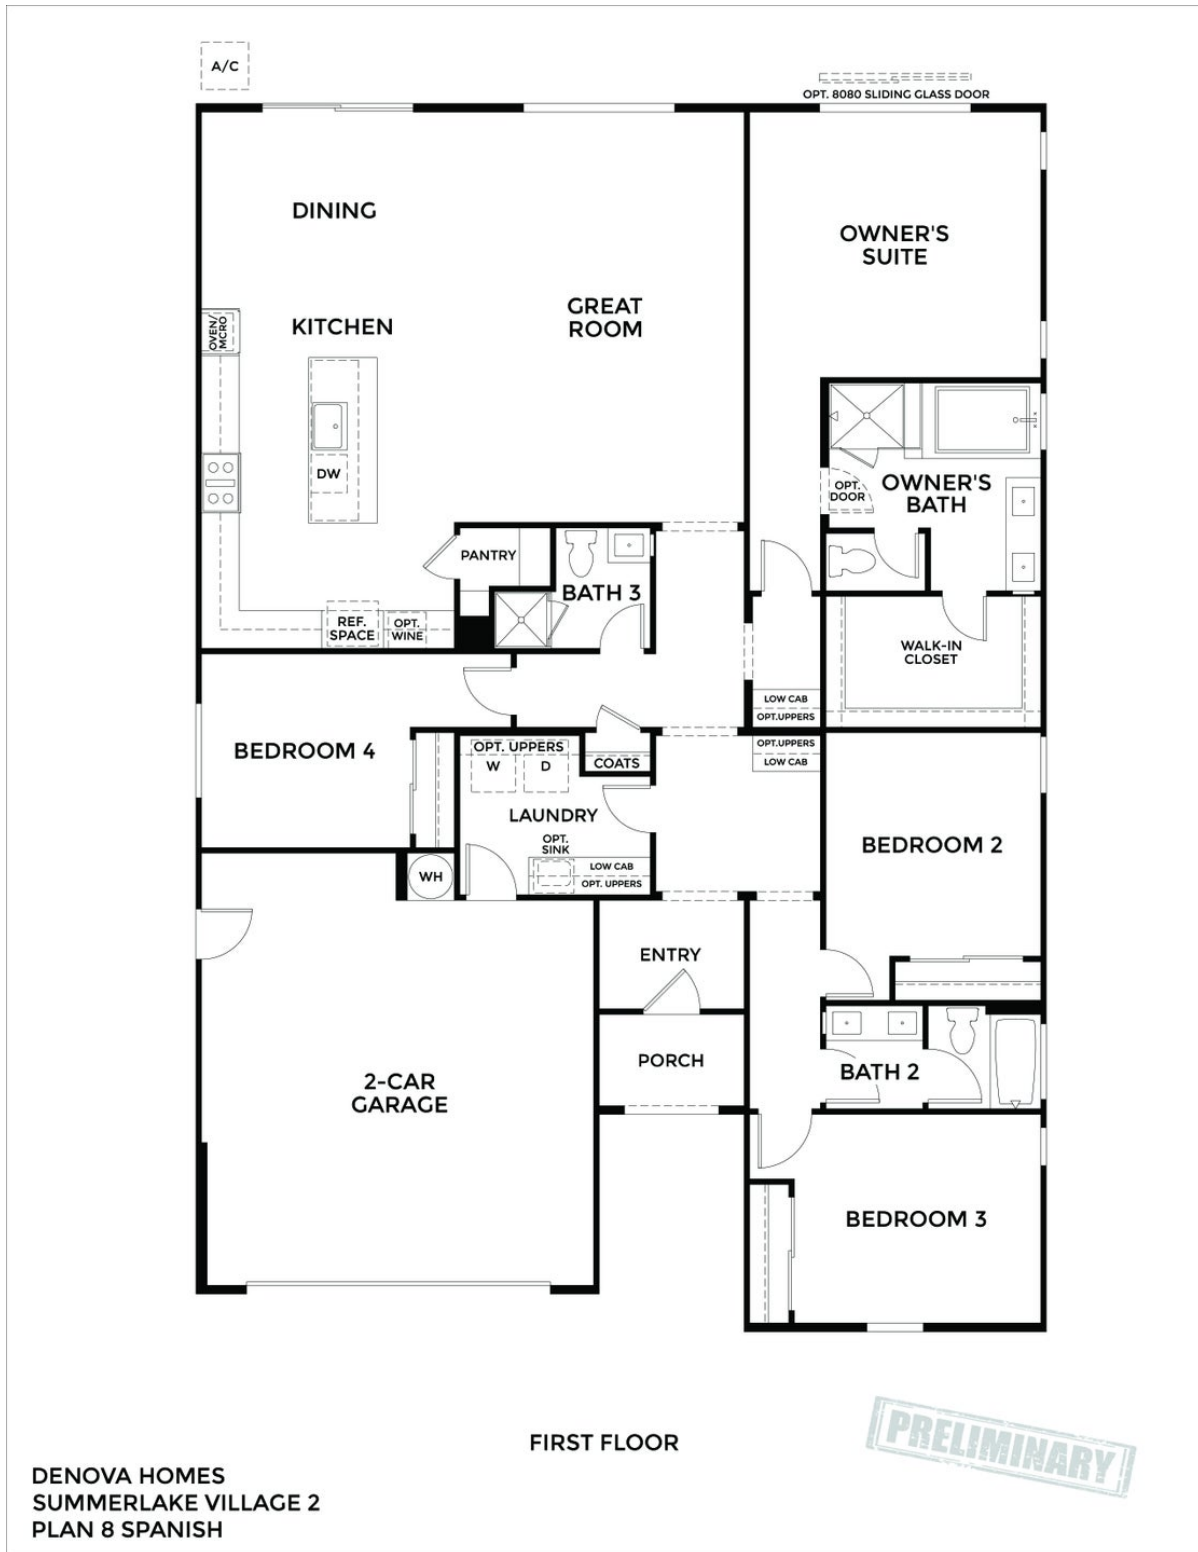 A/C
OPT. 8080 SLIDING GLASS DOOR
DINING
OWNER'S
SUITE
GREAT
ROOM
KITCHEN
OVEN/
MCRO
DW
OPT.
DOOR
OWNER'S
BATH
PANTRY
BATH 3
REF.
SPACE
OPT.
WINE
WALK-IN
CLOSET
LOW CAB
OPT.UPPERS
OPT.UPPERS
LOW CAB
BEDROOM 4
OPT. UPPERS
W
D
COATS
LAUNDRY
OPT.
SINK
LOW CAB
OPT. UPPERS
WH
BEDROOM 2
ENTRY
PORCH
BATH 2
2-CAR
GARAGE
BEDROOM 3
FIRST FLOOR
PRELIMINARY
DENOVA HOMES
SUMMERLAKE VILLAGE 2
PLAN 8 SPANISH